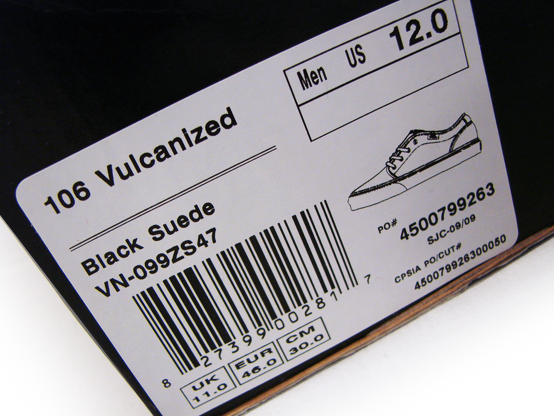 Men US 12.0
106 Vulcanized
Black Suede
VN-099ZS47
PO# 4500799263
SJC-09/09
CPSIA PO/CUT#
450079926300050
8 27399 00281 7
UK EUR CM
11.0 46.0 30.0